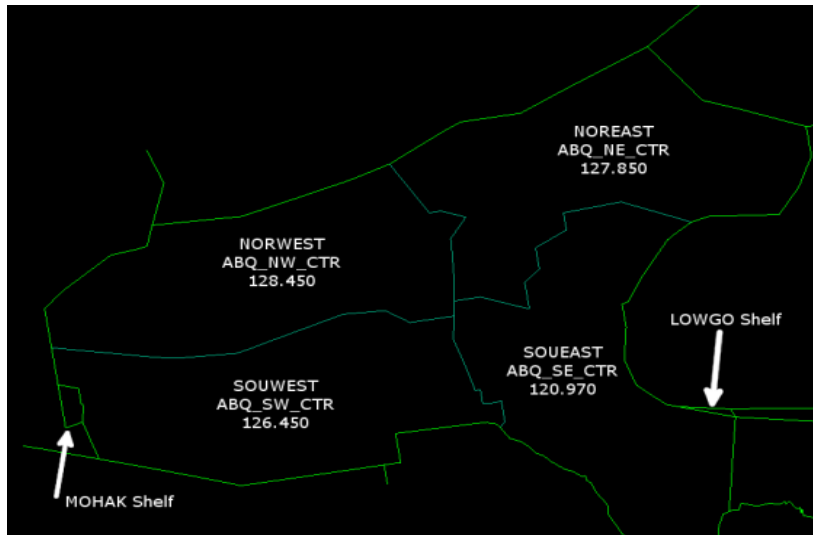 NOREAST
ABQ_NE_CTR
127.850
NORWEST
ABQ_NW_CTR
128.450
LOWGO Shelf
SOUEAST
ABQ_SE_CTR
120.970
SOUWEST
ABQ_SW_CTR
126.450
MOHAK Shelf